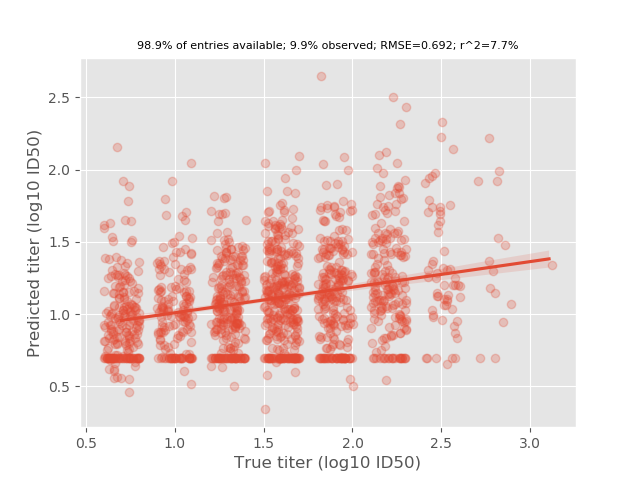 98.9% of entries available; 9.9% observed; RMSE=0.692; r^2=7.7%
2.5
2.0
1.5
1.0
0.5
Predicted titer (log10 ID50)
0.5 1.0 1.5 2.0 2.5 3.0
True titer (log10 ID50)